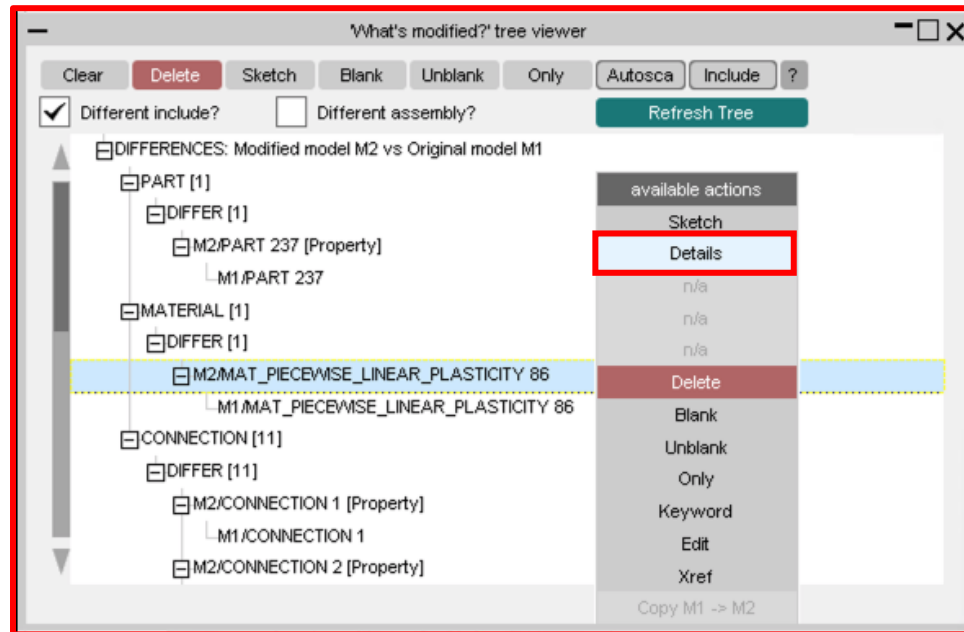 'What's modified?' tree viewer
Clear Delete Sketch Blank Unblank Only Autosca Include ?
Different include? Different assembly? Refresh Tree
DIFFERENCES: Modified model M2 vs Original model M1
PART [1]
DIFFER [1]
M2/PART 237 [Property]
M1/PART 237
MATERIAL [1]
DIFFER [1]
M2/MAT_PIECEWISE_LINEAR_PLASTICITY 86
M1/MAT_PIECEWISE_LINEAR_PLASTICITY 86
CONNECTION [11]
DIFFER [11]
M2/CONNECTION 1 [Property]
M1/CONNECTION 1
M2/CONNECTION 2 [Property]
available actions
Sketch
Details
n/a
n/a
n/a
Delete
Blank
Unblank
Only
Keyword
Edit
Xref
Copy M1 -> M2